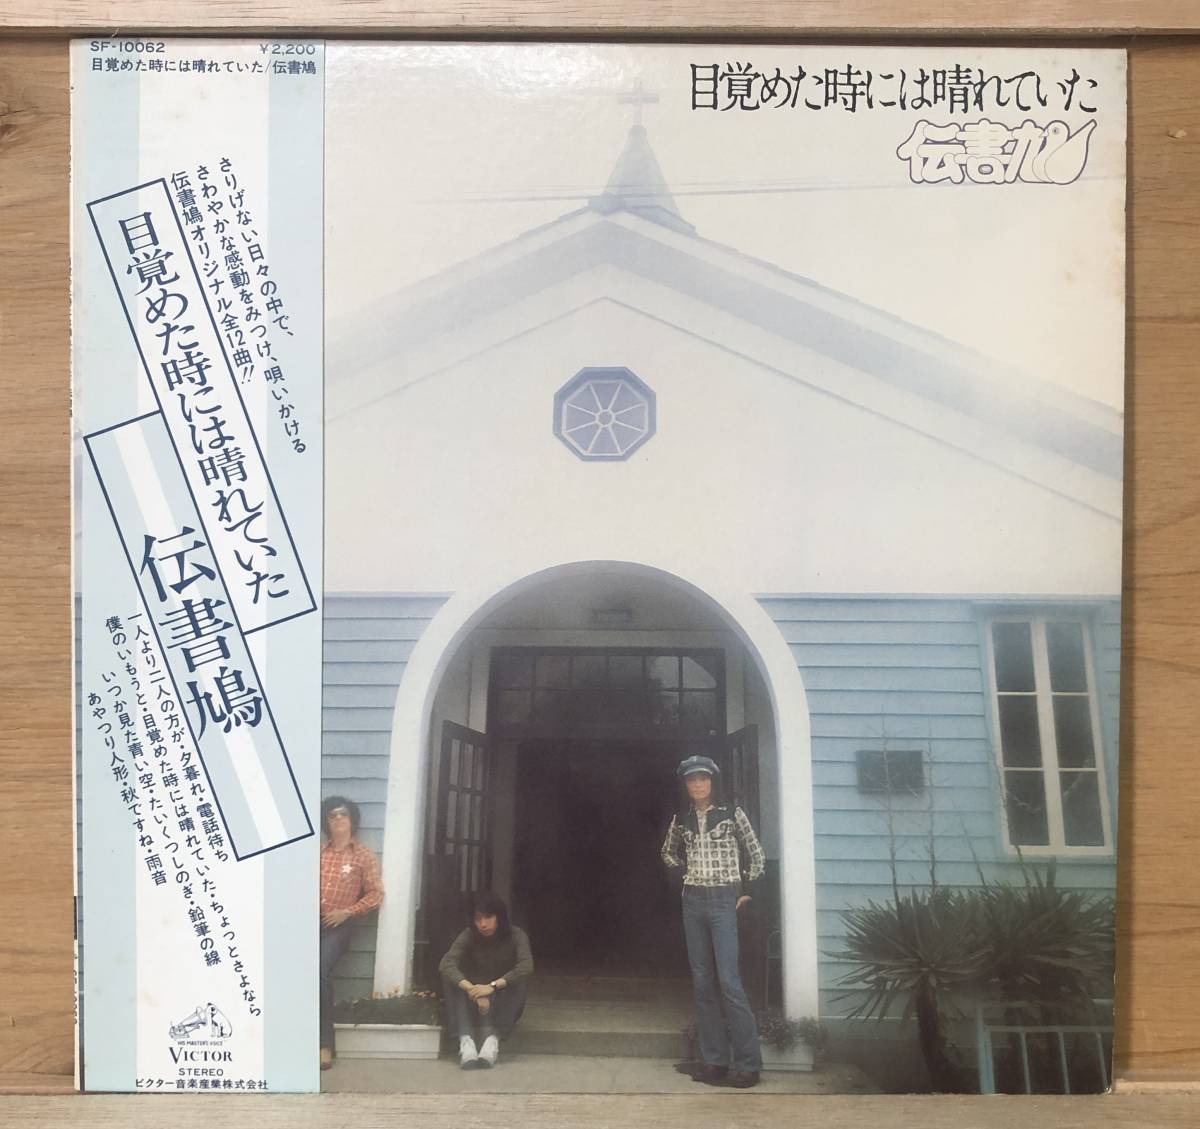 SF-10062 ¥2,200
目覚めた時には晴れていた/伝書鳩
さりげない日々の中で、
さわやかな感動をみつけ、唄いかける
伝書鳩オリジナル全12曲!!
目覚めた時には晴れていた
伝書鳩
一人より二人の方が・夕暮れ・電話待ち
僕のいもうと・目覚めた時には晴れていた・ちょっとさよなら
いつか見た青い空・たいくつしのぎ・鉛筆の線
あやつり人形・秋ですね・雨音
HIS MASTER'S VOICE
VICTOR
STEREO
ビクター音楽産業株式会社
目覚めた時には晴れていた
伝書鳩